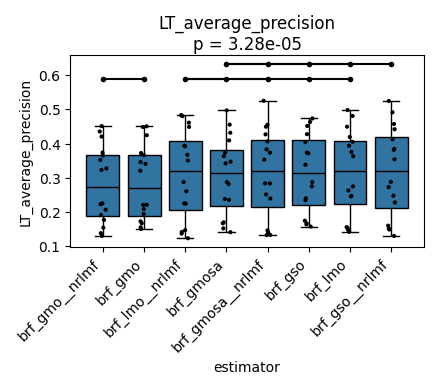 LT_average_precision
p = 3.28e-05
LT_average_precision
0.6
0.5
0.4
0.3
0.2
0.1
brf_gmo__nrlmf
brf_gmo
brf_lmo__nrlmf
brf_gmosa
brf_gmosa__nrlmf
brf_gso
brf_lmo
brf_gso__nrlmf
estimator